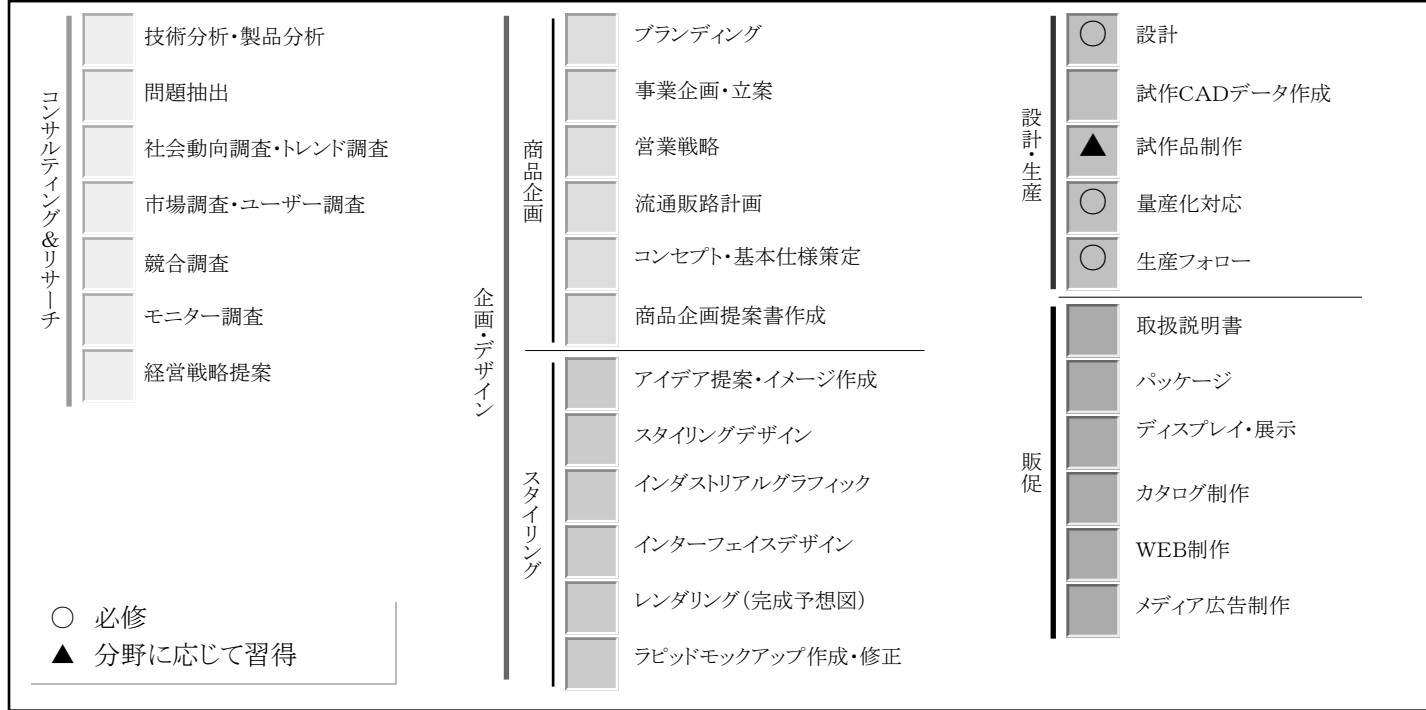 コンサルティング&リサーチ
技術分析・製品分析
問題抽出
社会動向調査・トレンド調査
市場調査・ユーザー調査
競合調査
モニター調査
経営戦略提案
企画・デザイン
商品企画
ブランディング
事業企画・立案
営業戦略
流通販路計画
コンセプト・基本仕様策定
商品企画提案書作成
スタイリング
アイデア提案・イメージ作成
スタイリングデザイン
インダストリアルグラフィック
インターフェイスデザイン
レンダリング(完成予想図)
ラピッドモックアップ作成・修正
設計・生産
○ 設計
試作CADデータ作成
▲ 試作品制作
○ 量産化対応
○ 生産フォロー
販促
取扱説明書
パッケージ
ディスプレイ・展示
カタログ制作
WEB制作
メディア広告制作
○ 必修
▲ 分野に応じて習得